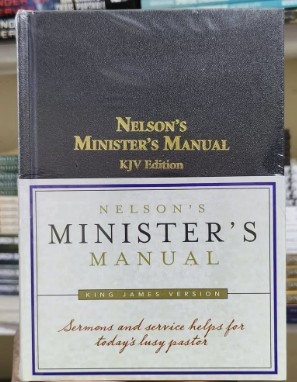 NELSON'S
MINISTER'S MANUAL
KJV Edition
NELSON'S
MINISTER'S
MANUAL
KING JAMES VERSION
Sermons and service helps for
today's busy pastor